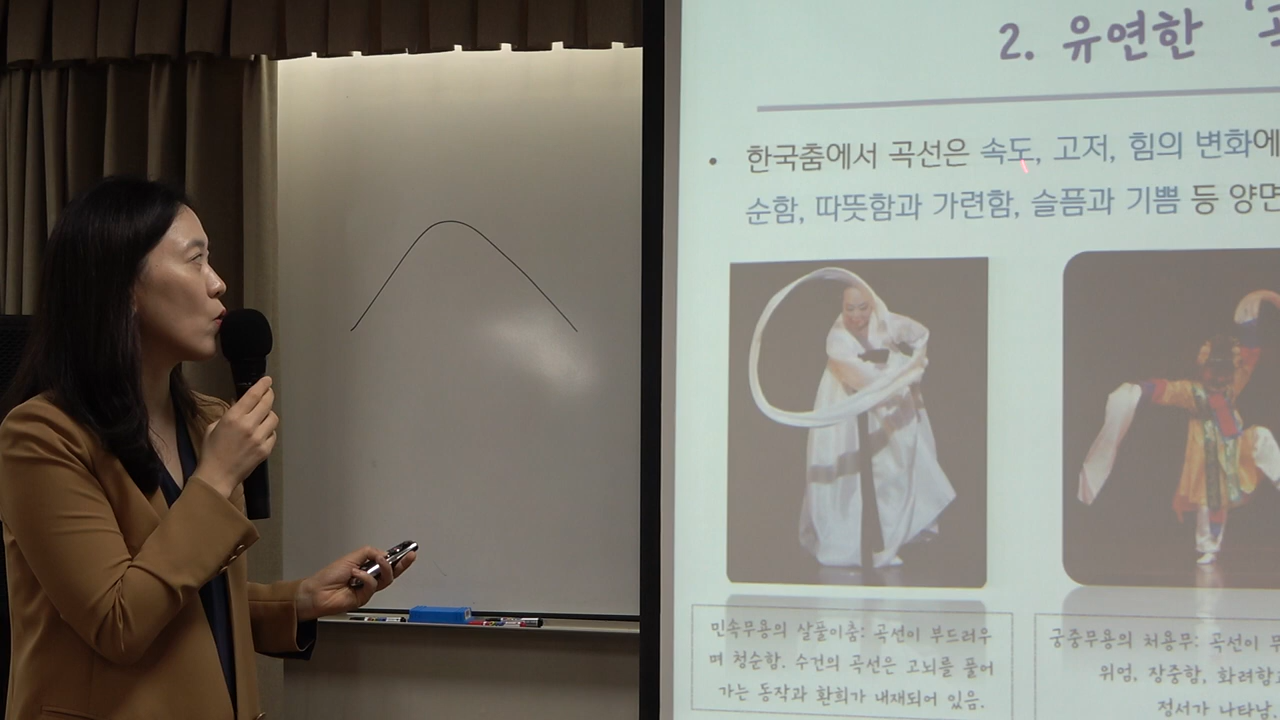 2. 유연한
• 한국춤에서 곡선은 속도, 고저, 힘의 변화에
순함, 따뜻함과 가련함, 슬픔과 기쁨 등 양면
민속무용의 살풀이춤: 곡선이 부드러우
며 청순함. 수건의 곡선은 고뇌를 풀어
가는 동작과 환희가 내재되어 있음.
궁중무용의 처용무: 곡선이
위엄, 장중함, 화려함
정서가 나타남.